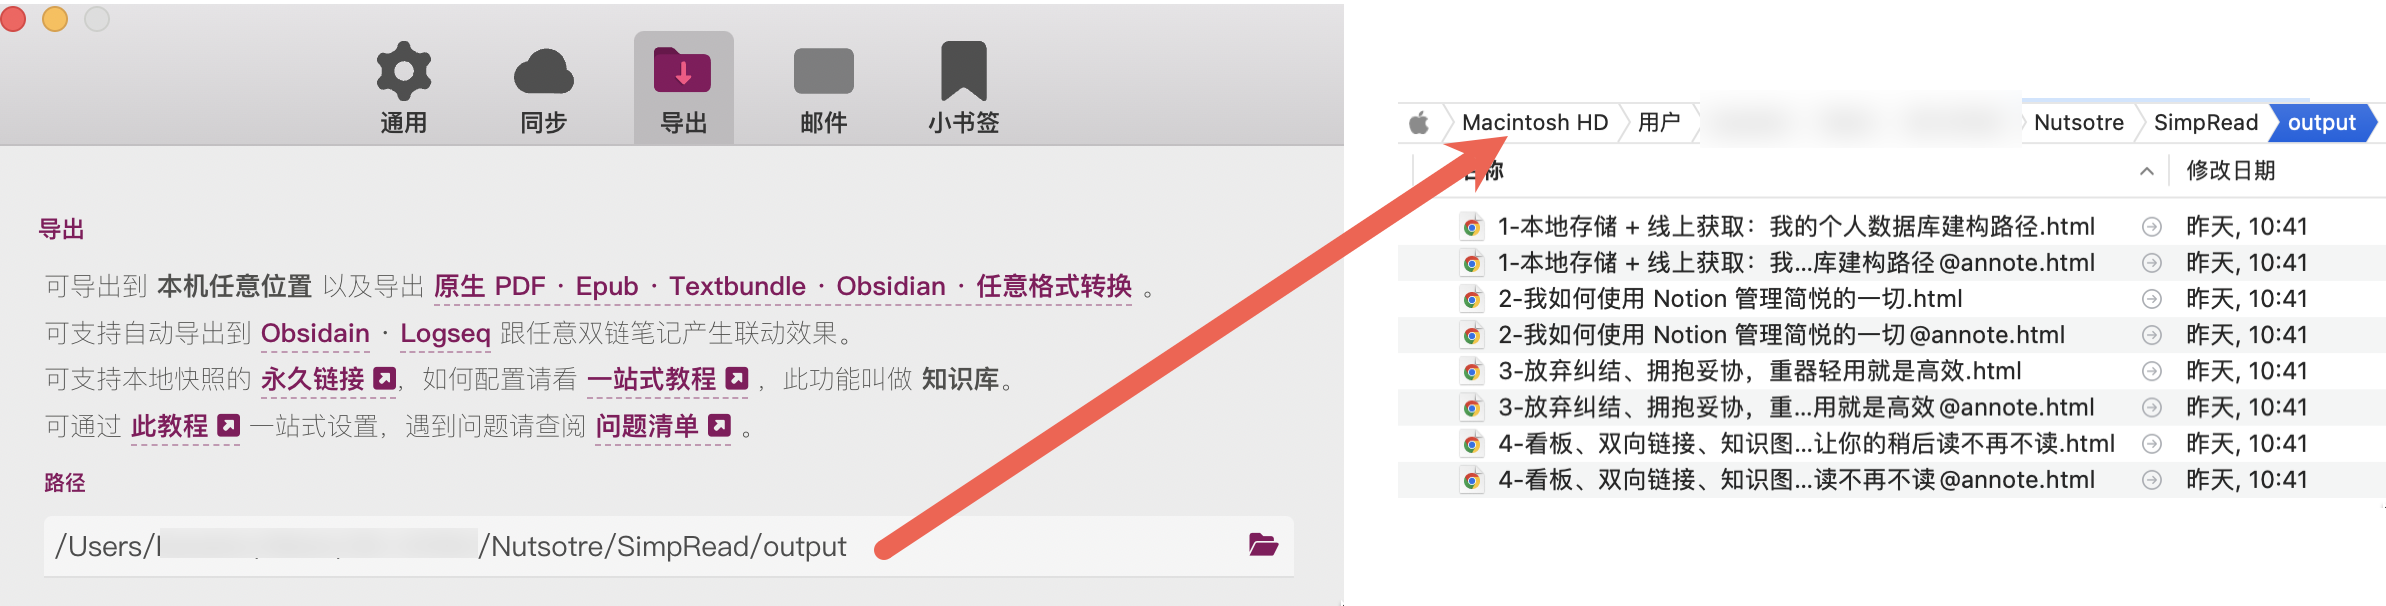 通用 同步 导出 邮件 小书签
导出
可导出到 本机任意位置 以及导出 原生 PDF · Epub · Textbundle · Obsidian · 任意格式转换 。
可支持自动导出到 Obsidain · Logseq 跟任意双链笔记产生联动效果。
可支持本地快照的 永久链接 ，如何配置请看 一站式教程 ，此功能叫做 知识库。
可通过 此教程 一站式设置，遇到问题请查阅 问题清单 。
路径
/Users/ /Nutsotre/SimpRead/output
Macintosh HD 用户 Nutsotre SimpRead output
名称 修改日期
1-本地存储 + 线上获取：我的个人数据库建构路径.html 昨天, 10:41
1-本地存储 + 线上获取：我...库建构路径@annote.html 昨天, 10:41
2-我如何使用 Notion 管理简悦的一切.html 昨天, 10:41
2-我如何使用 Notion 管理简悦的一切@annote.html 昨天, 10:41
3-放弃纠结、拥抱妥协，重器轻用就是高效.html 昨天, 10:41
3-放弃纠结、拥抱妥协，重...用就是高效@annote.html 昨天, 10:41
4-看板、双向链接、知识图...让你的稍后读不再不读.html 昨天, 10:41
4-看板、双向链接、知识图...读不再不读@annote.html 昨天, 10:41